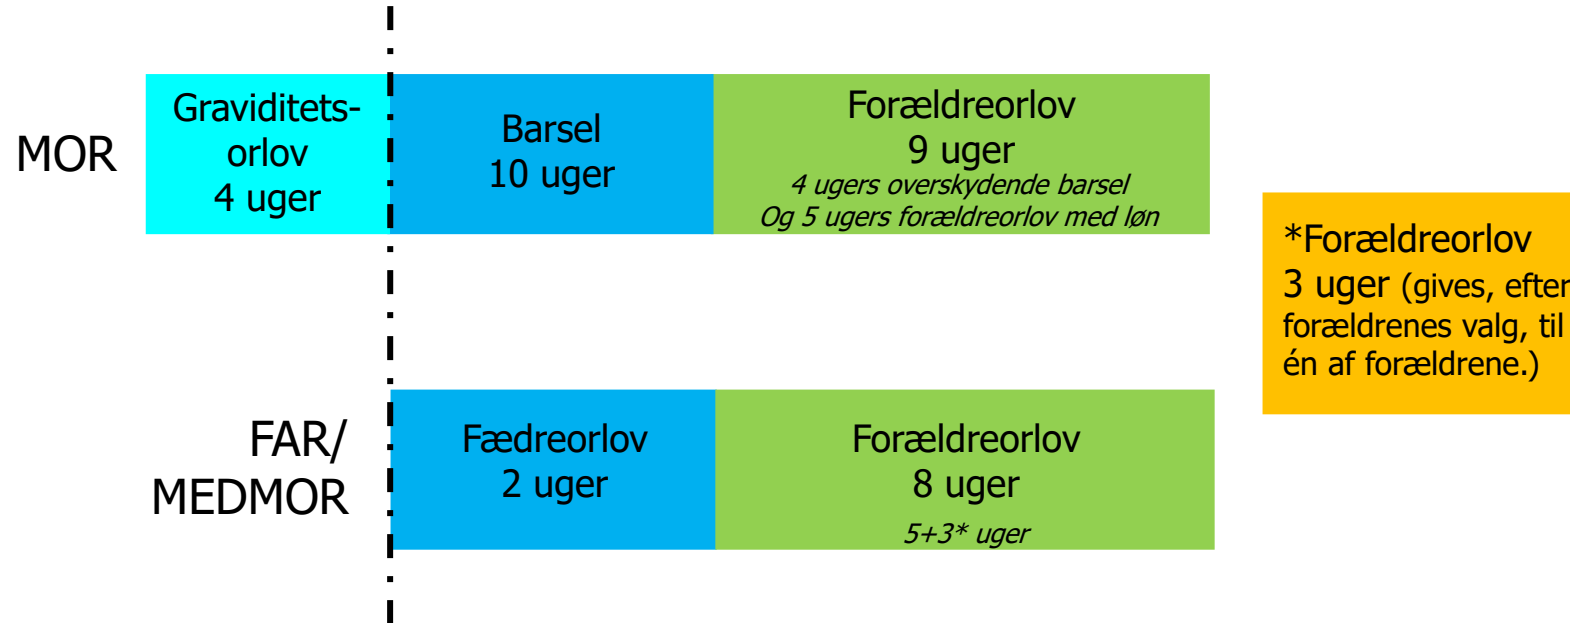 MOR
Graviditets-
orlov
4 uger
Barsel
10 uger
Forældreorlov
9 uger
4 ugers overskydende barsel
Og 5 ugers forældreorlov med løn
*Forældreorlov
3 uger (gives, efter
forældrenes valg, til
én af forældrene.)
FAR/
MEDMOR
Fædreorlov
2 uger
Forældreorlov
8 uger
5+3* uger